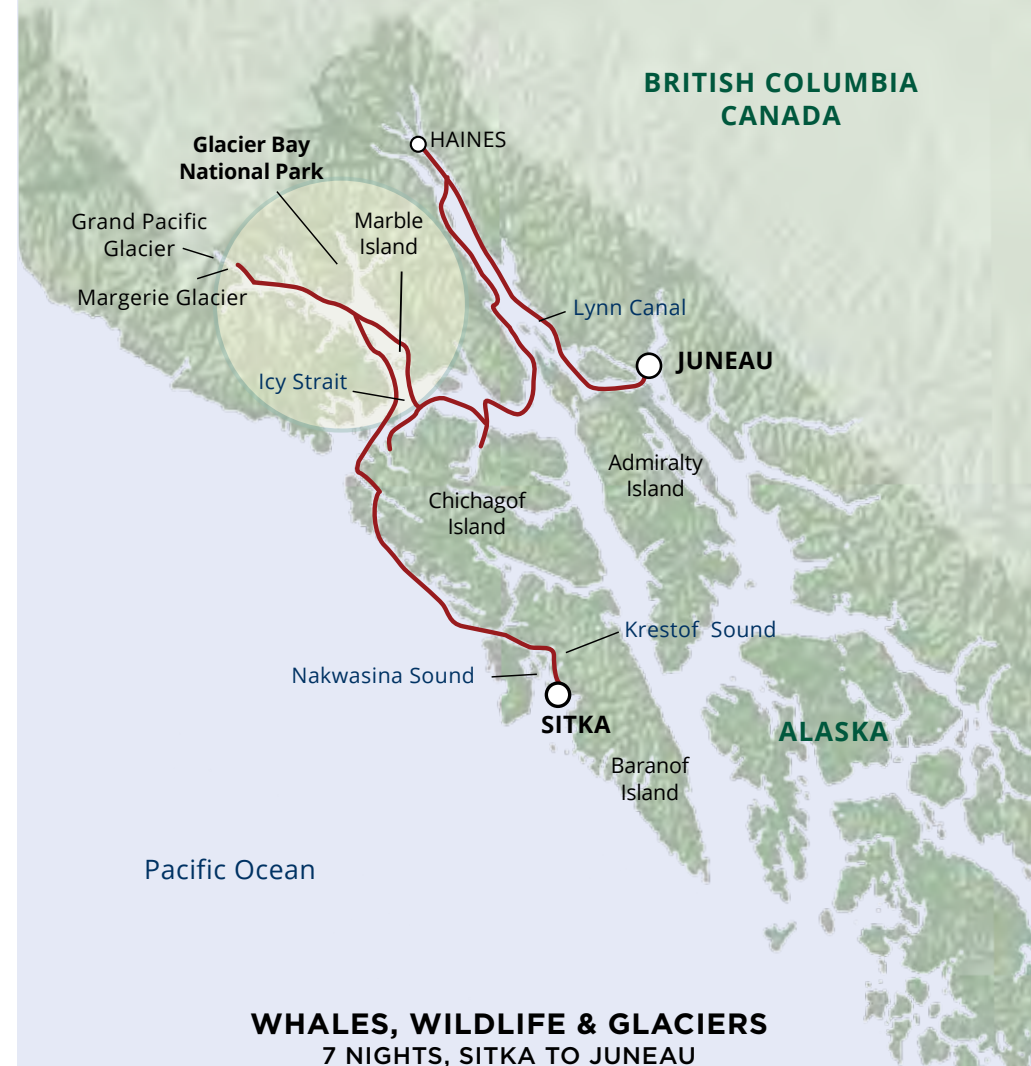 BRITISH COLUMBIA
CANADA
HAINES
Glacier Bay
National Park
Grand Pacific
Glacier
Marble
Island
Margerie Glacier
Lynn Canal
JUNEAU
Icy Strait
Admiralty
Island
Chichagof
Island
Krestof Sound
Nakwasina Sound
SITKA
ALASKA
Baranof
Island
Pacific Ocean
WHALES, WILDLIFE & GLACIERS
7 NIGHTS, SITKA TO JUNEAU